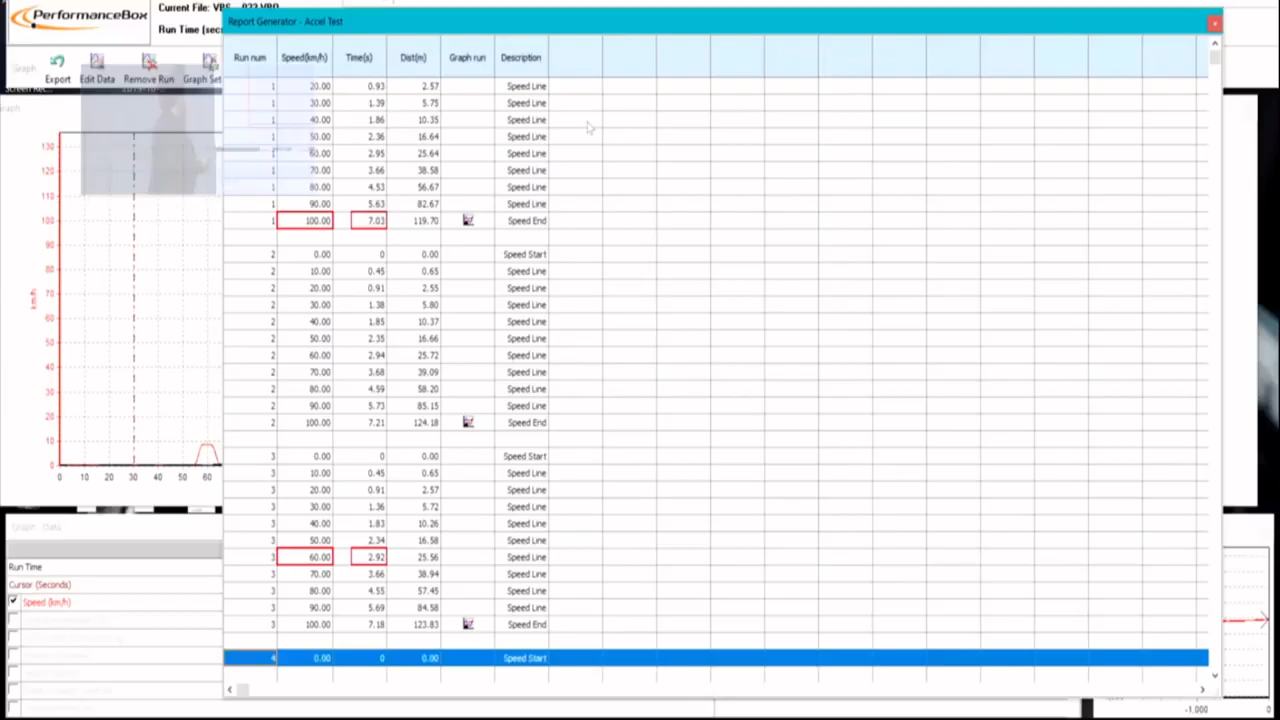 PerformanceBox
Current File: VBS
Run Time (sec
Report Generator - Accel Test
Graph
Export Edit Data Remove Run Graph Set
Run num Speed(km/h) Time(s) Dist(m) Graph run Description
1 20.00 0.93 2.57 Speed Line
1 30.00 1.39 5.75 Speed Line
1 40.00 1.86 10.35 Speed Line
1 50.00 2.36 16.64 Speed Line
1 60.00 2.95 25.64 Speed Line
1 70.00 3.66 38.58 Speed Line
1 80.00 4.53 56.67 Speed Line
1 90.00 5.63 82.67 Speed Line
1 100.00 7.03 119.70 Speed End
2 0.00 0 0.00 Speed Start
2 10.00 0.45 0.65 Speed Line
2 20.00 0.91 2.55 Speed Line
2 30.00 1.38 5.80 Speed Line
2 40.00 1.85 10.37 Speed Line
2 50.00 2.35 16.66 Speed Line
2 60.00 2.94 25.72 Speed Line
2 70.00 3.68 39.09 Speed Line
2 80.00 4.59 58.20 Speed Line
2 90.00 5.73 85.15 Speed Line
2 100.00 7.21 124.18 Speed End
3 0.00 0 0.00 Speed Start
3 10.00 0.45 0.65 Speed Line
3 20.00 0.91 2.57 Speed Line
3 30.00 1.36 5.72 Speed Line
3 40.00 1.83 10.26 Speed Line
3 50.00 2.34 16.58 Speed Line
3 60.00 2.92 25.56 Speed Line
3 70.00 3.66 38.94 Speed Line
3 80.00 4.55 57.45 Speed Line
3 90.00 5.69 84.58 Speed Line
3 100.00 7.18 123.83 Speed End
4 0.00 0 0.00 Speed Start
130
120
110
100
90
80
70
60
50
40
30
20
10
0
km/h
0 10 20 30 40 50 60
Graph Data
Run Time
Cursor (Seconds)
Speed (km/h)
-1,000 0